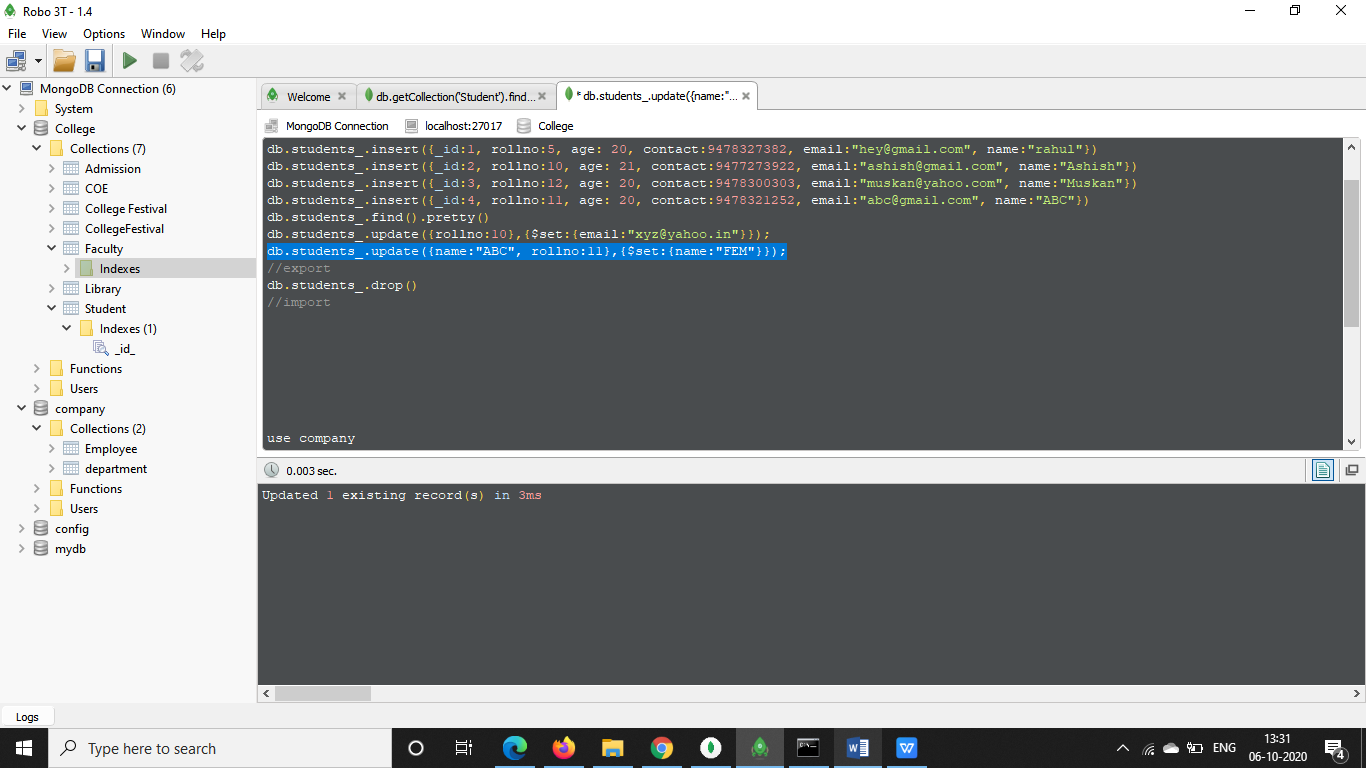 Robo 3T - 1.4
File View Options Window Help
MongoDB Connection (6)
System
College
Collections (7)
Admission
COE
College Festival
CollegeFestival
Faculty
Indexes
Library
Student
Indexes (1)
_id_
Functions
Users
company
Collections (2)
Employee
department
Functions
Users
config
mydb
Welcome db.getCollection('Student').find... * db.students_.update({name:"...
MongoDB Connection localhost:27017 College
db.students_.insert({_id:1, rollno:5, age: 20, contact:9478327382, email:"hey@gmail.com", name:"rahul"})
db.students_.insert({_id:2, rollno:10, age: 21, contact:9477273922, email:"ashish@gmail.com", name:"Ashish"})
db.students_.insert({_id:3, rollno:12, age: 20, contact:9478300303, email:"muskan@yahoo.com", name:"Muskan"})
db.students_.insert({_id:4, rollno:11, age: 20, contact:9478321252, email:"abc@gmail.com", name:"ABC"})
db.students_.find().pretty()
db.students_.update({rollno:10},{$set:{email:"xyz@yahoo.in"}});
db.students_.update({name:"ABC", rollno:11},{$set:{name:"FEM"}});
//export
db.students_.drop()
//import
use company
0.003 sec.
Updated 1 existing record(s) in 3ms
Logs
Type here to search
ENG
13:31
06-10-2020
4